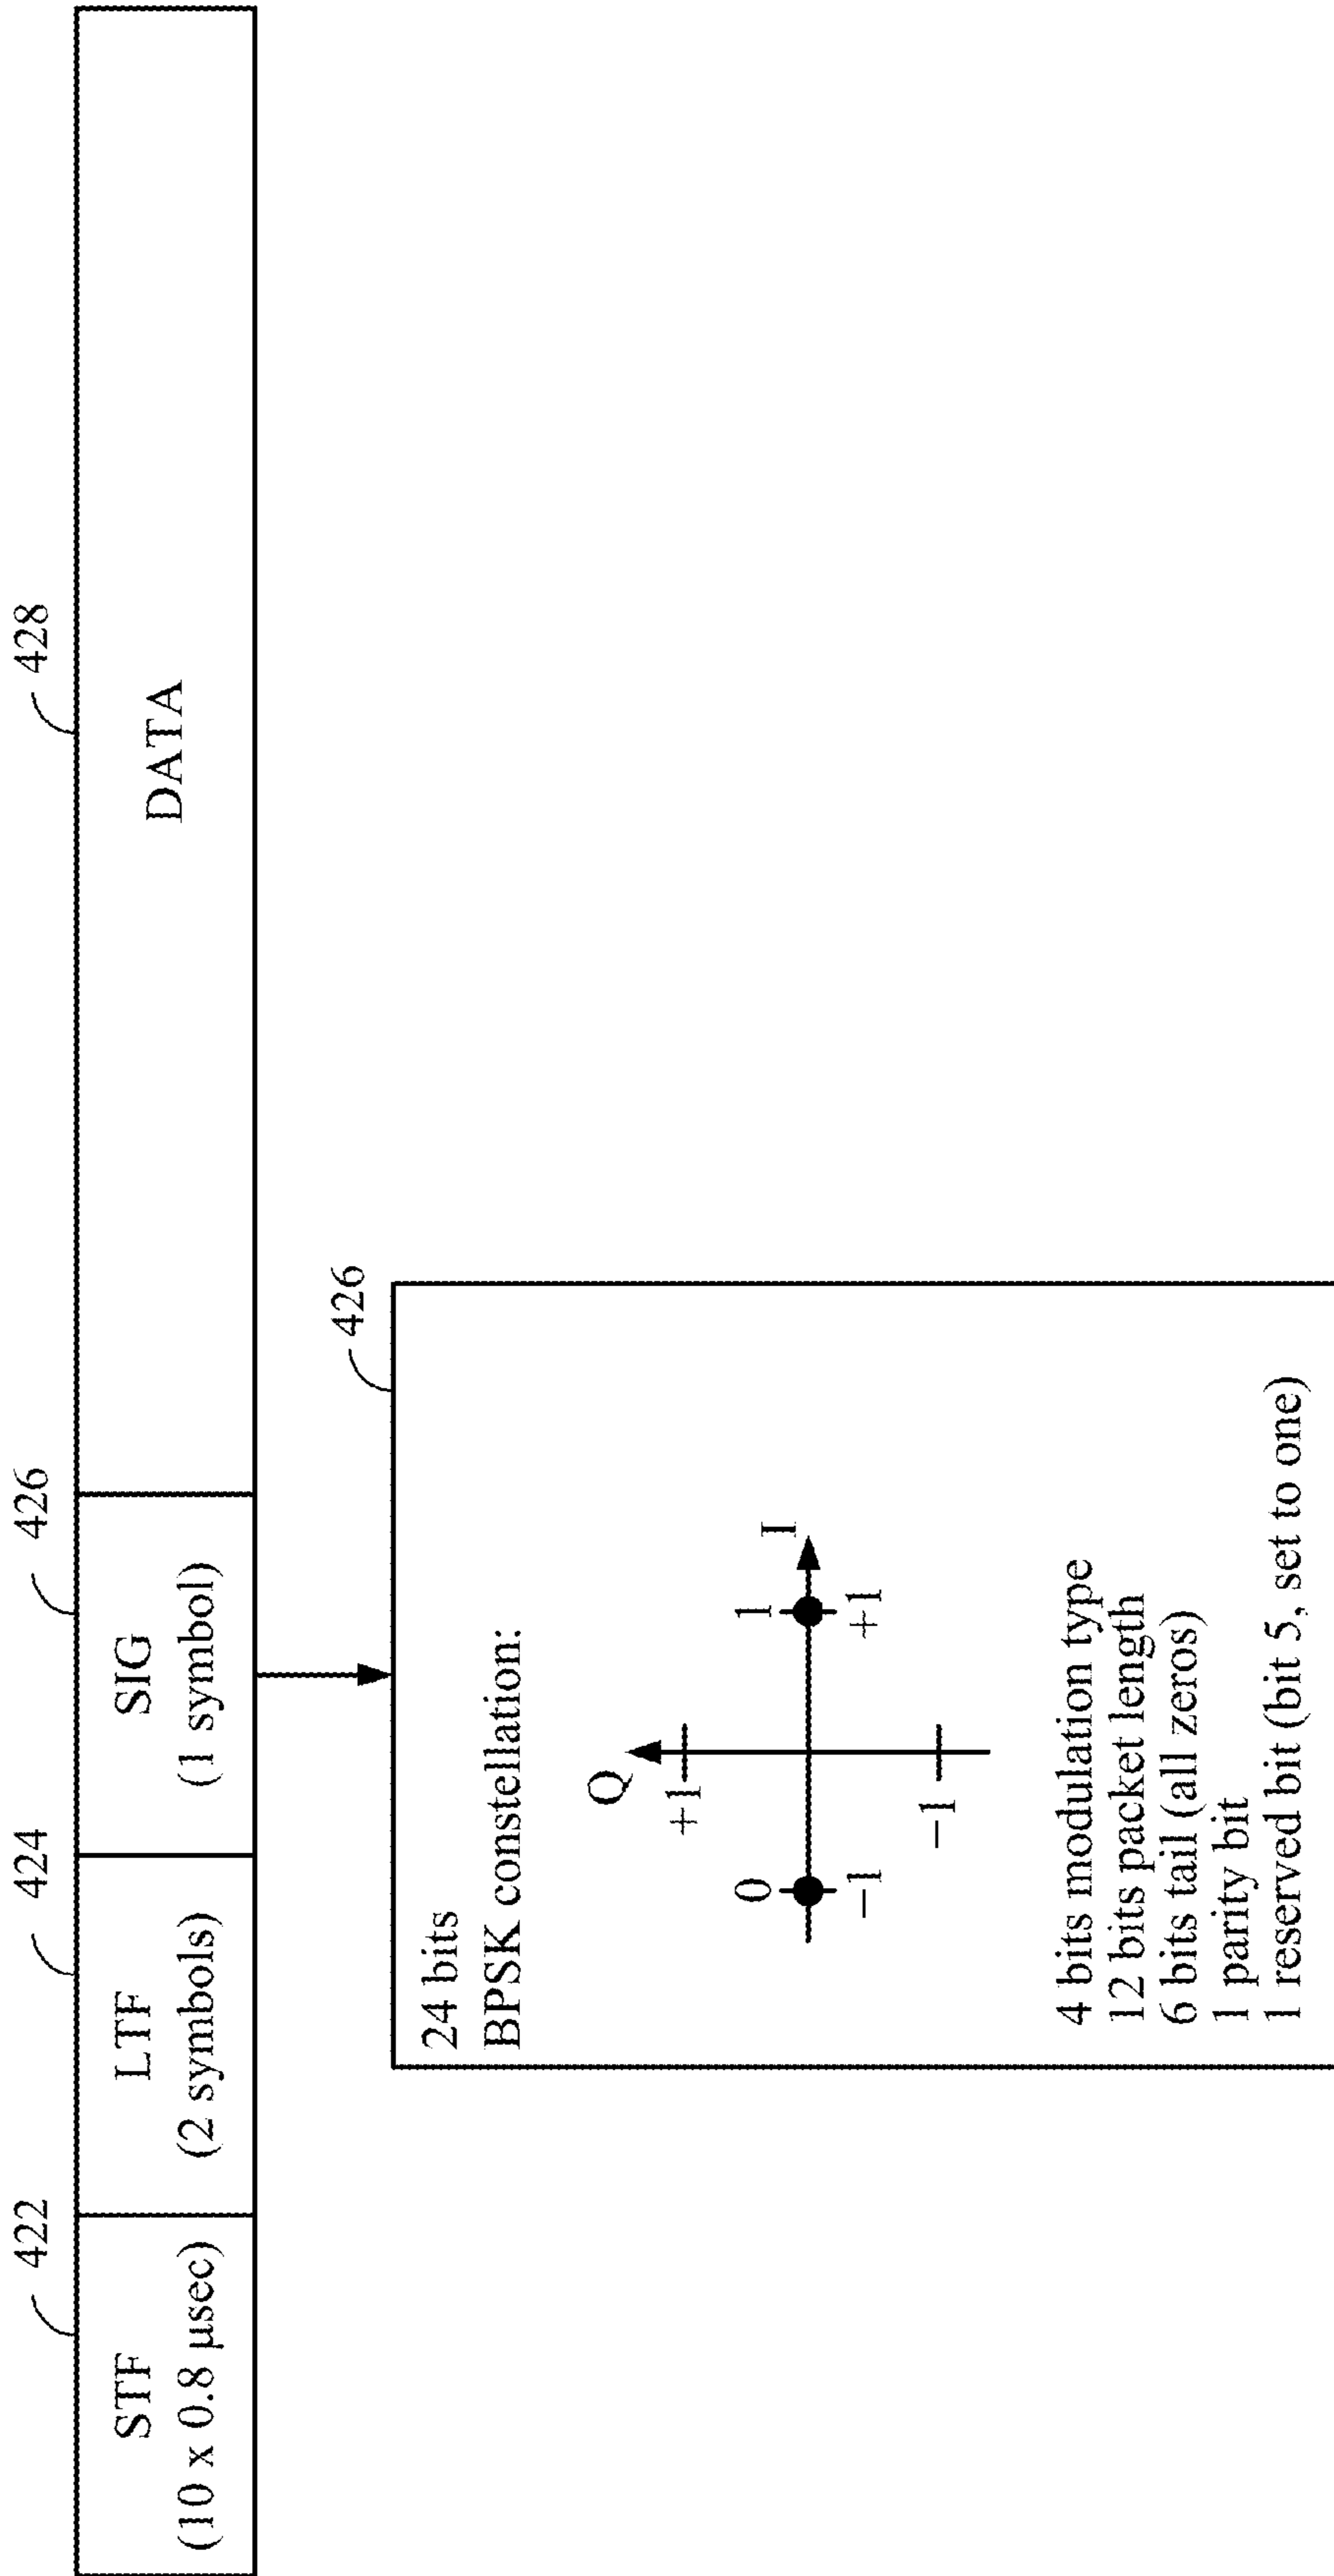 422
424
426
428
STF
(10 x 0.8 μsec)
LTF
(2 symbols)
SIG
(1 symbol)
DATA
426
24 bits
BPSK constellation:
Q
+1
0
1
I
−1
+1
−1
4 bits modulation type
12 bits packet length
6 bits tail (all zeros)
1 parity bit
1 reserved bit (bit 5, set to one)